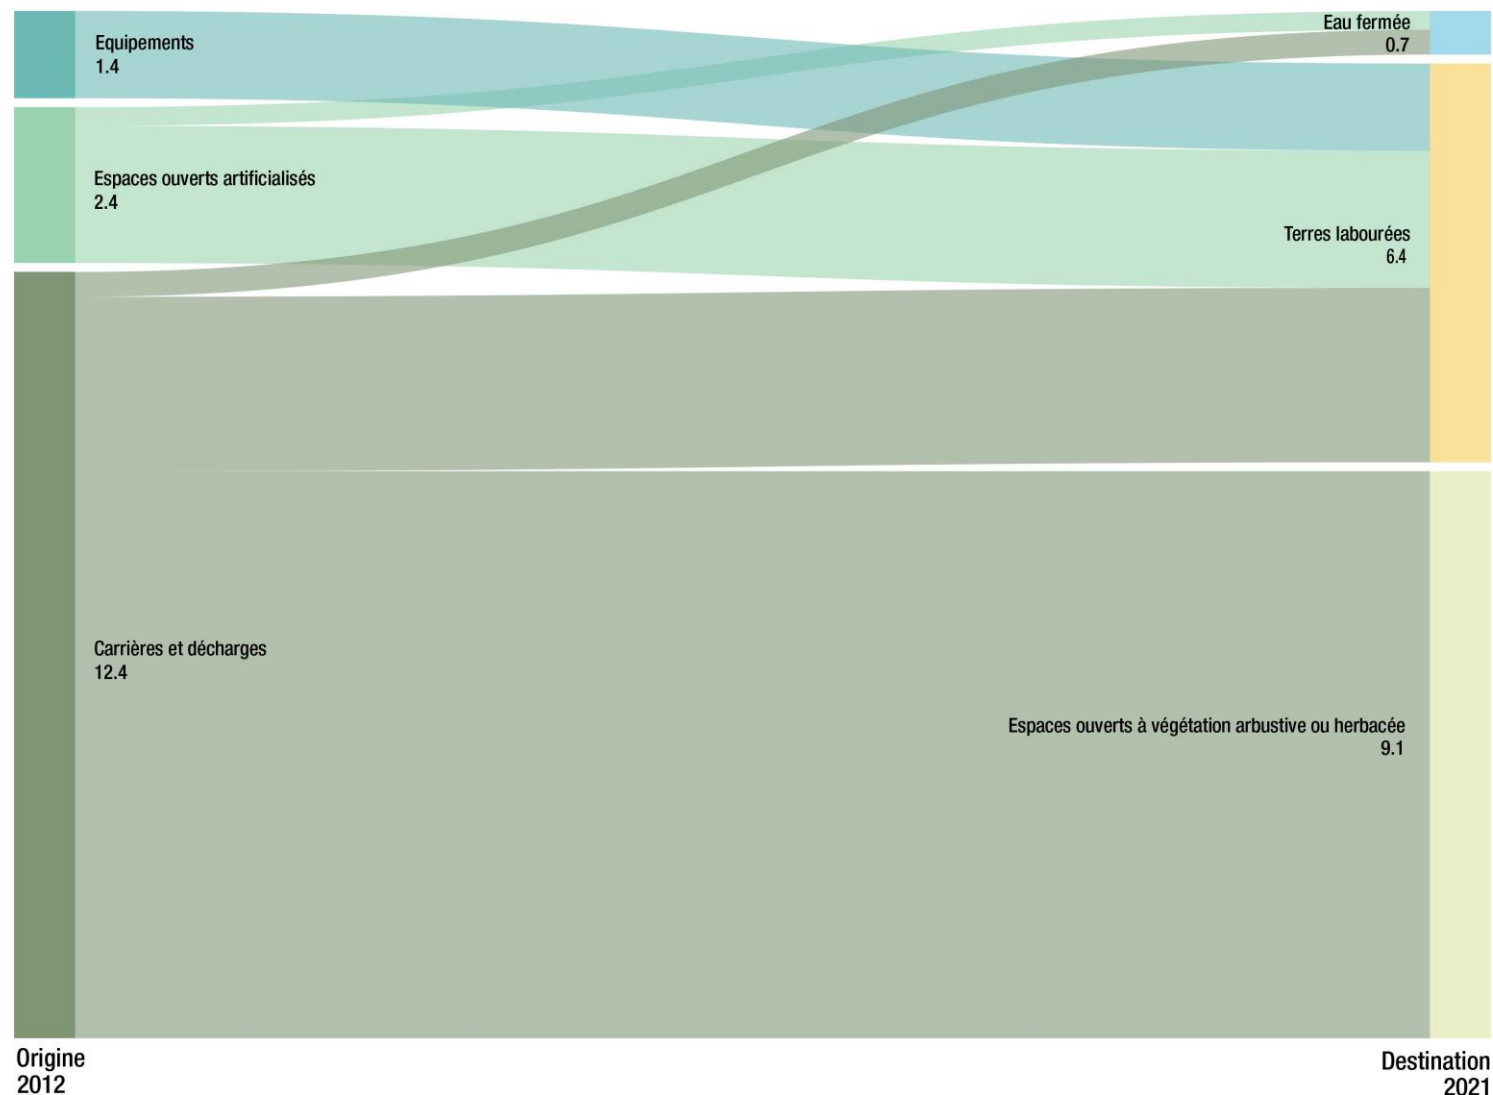 Equipements
1.4
Espaces ouverts artificialisés
2.4
Carrières et décharges
12.4
Eau fermée
0.7
Terres labourées
6.4
Espaces ouverts à végétation arbustive ou herbacée
9.1
Origine
2012
Destination
2021